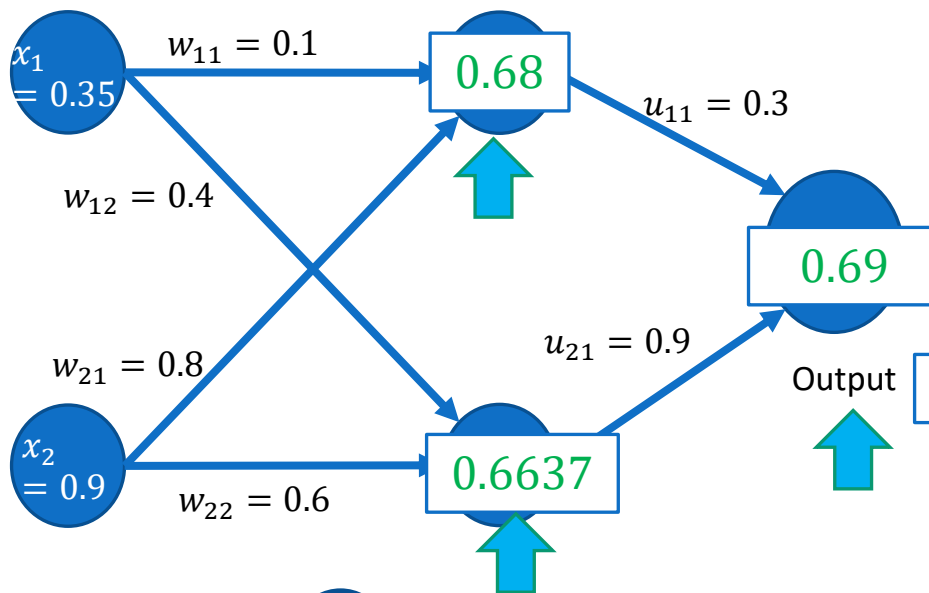 w₁₁ = 0.1
x₁
= 0.35
0.68
u₁₁ = 0.3
w₁₂ = 0.4
0.69
w₂₁ = 0.8
u₂₁ = 0.9
Output
x₂
= 0.9
w₂₂ = 0.6
0.6637